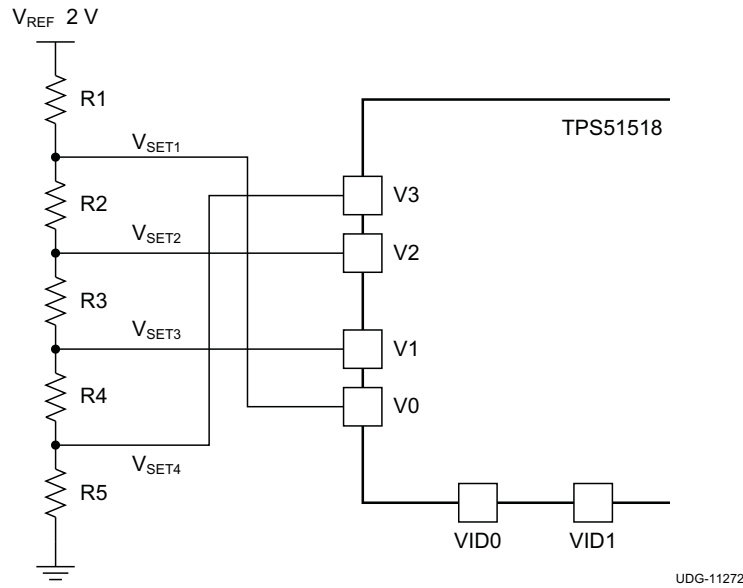 V_REF 2 V
R1
TPS51518
V_SET1
V3
R2
V_SET2
V2
R3
V_SET3
V1
R4
V0
V_SET4
R5
VID0
VID1
UDG-11272